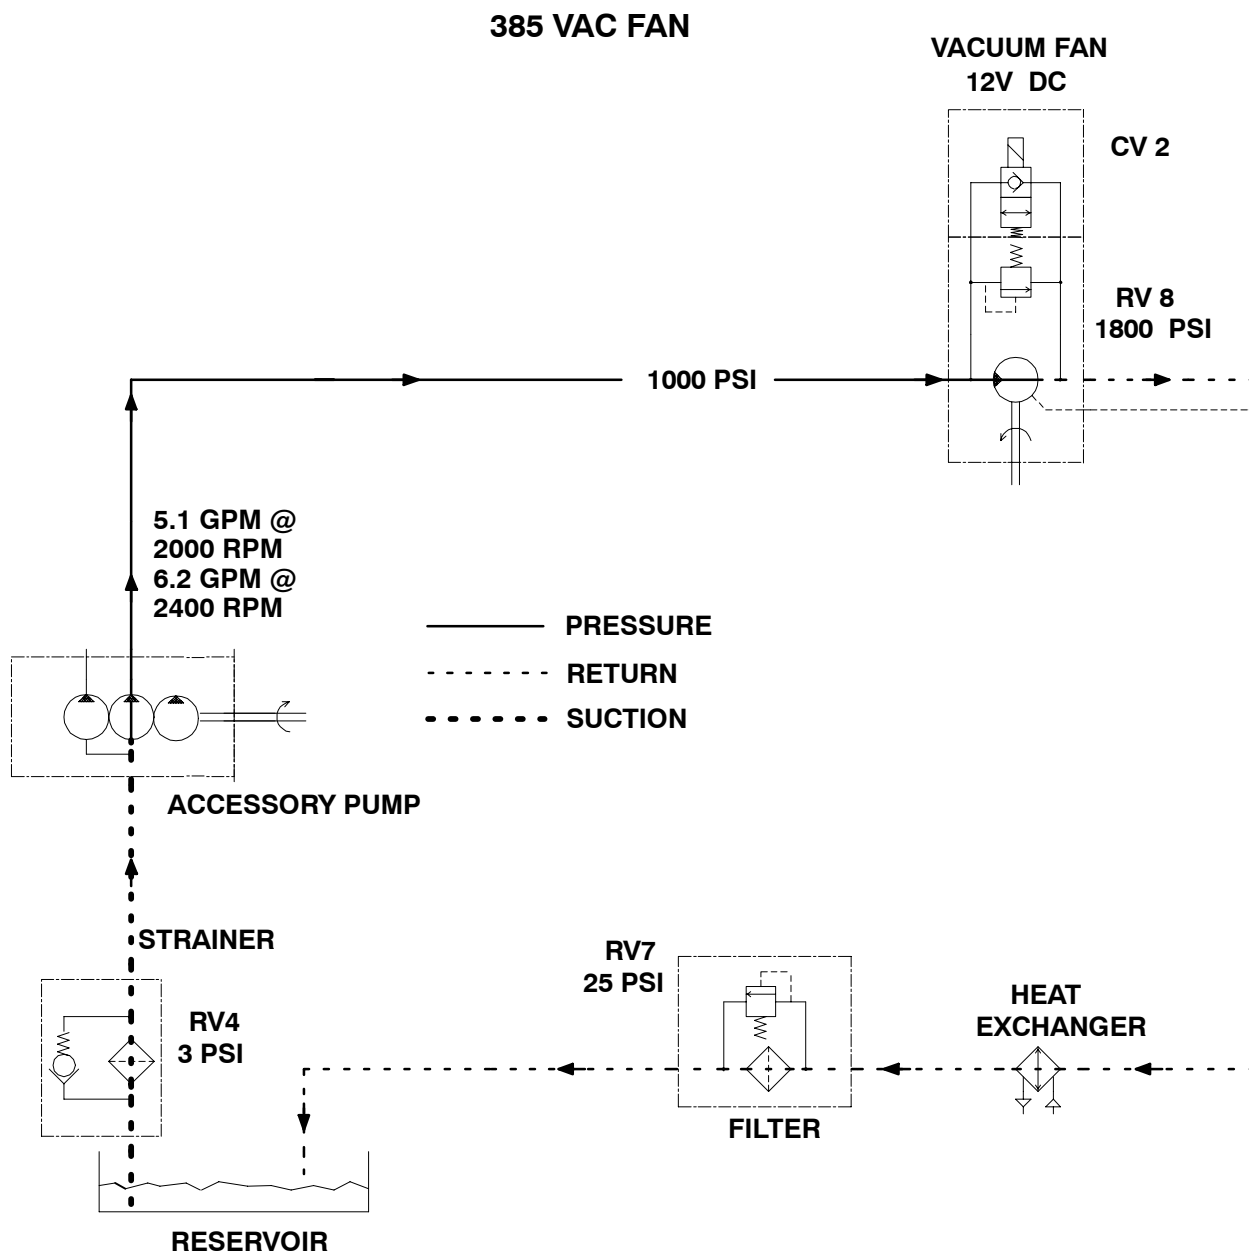 385 VAC FAN
VACUUM FAN
12V DC
CV 2
RV 8
1800 PSI
1000 PSI
5.1 GPM @
2000 RPM
6.2 GPM @
2400 RPM
PRESSURE
RETURN
SUCTION
ACCESSORY PUMP
STRAINER
RV4
3 PSI
RV7
25 PSI
HEAT
EXCHANGER
FILTER
RESERVOIR